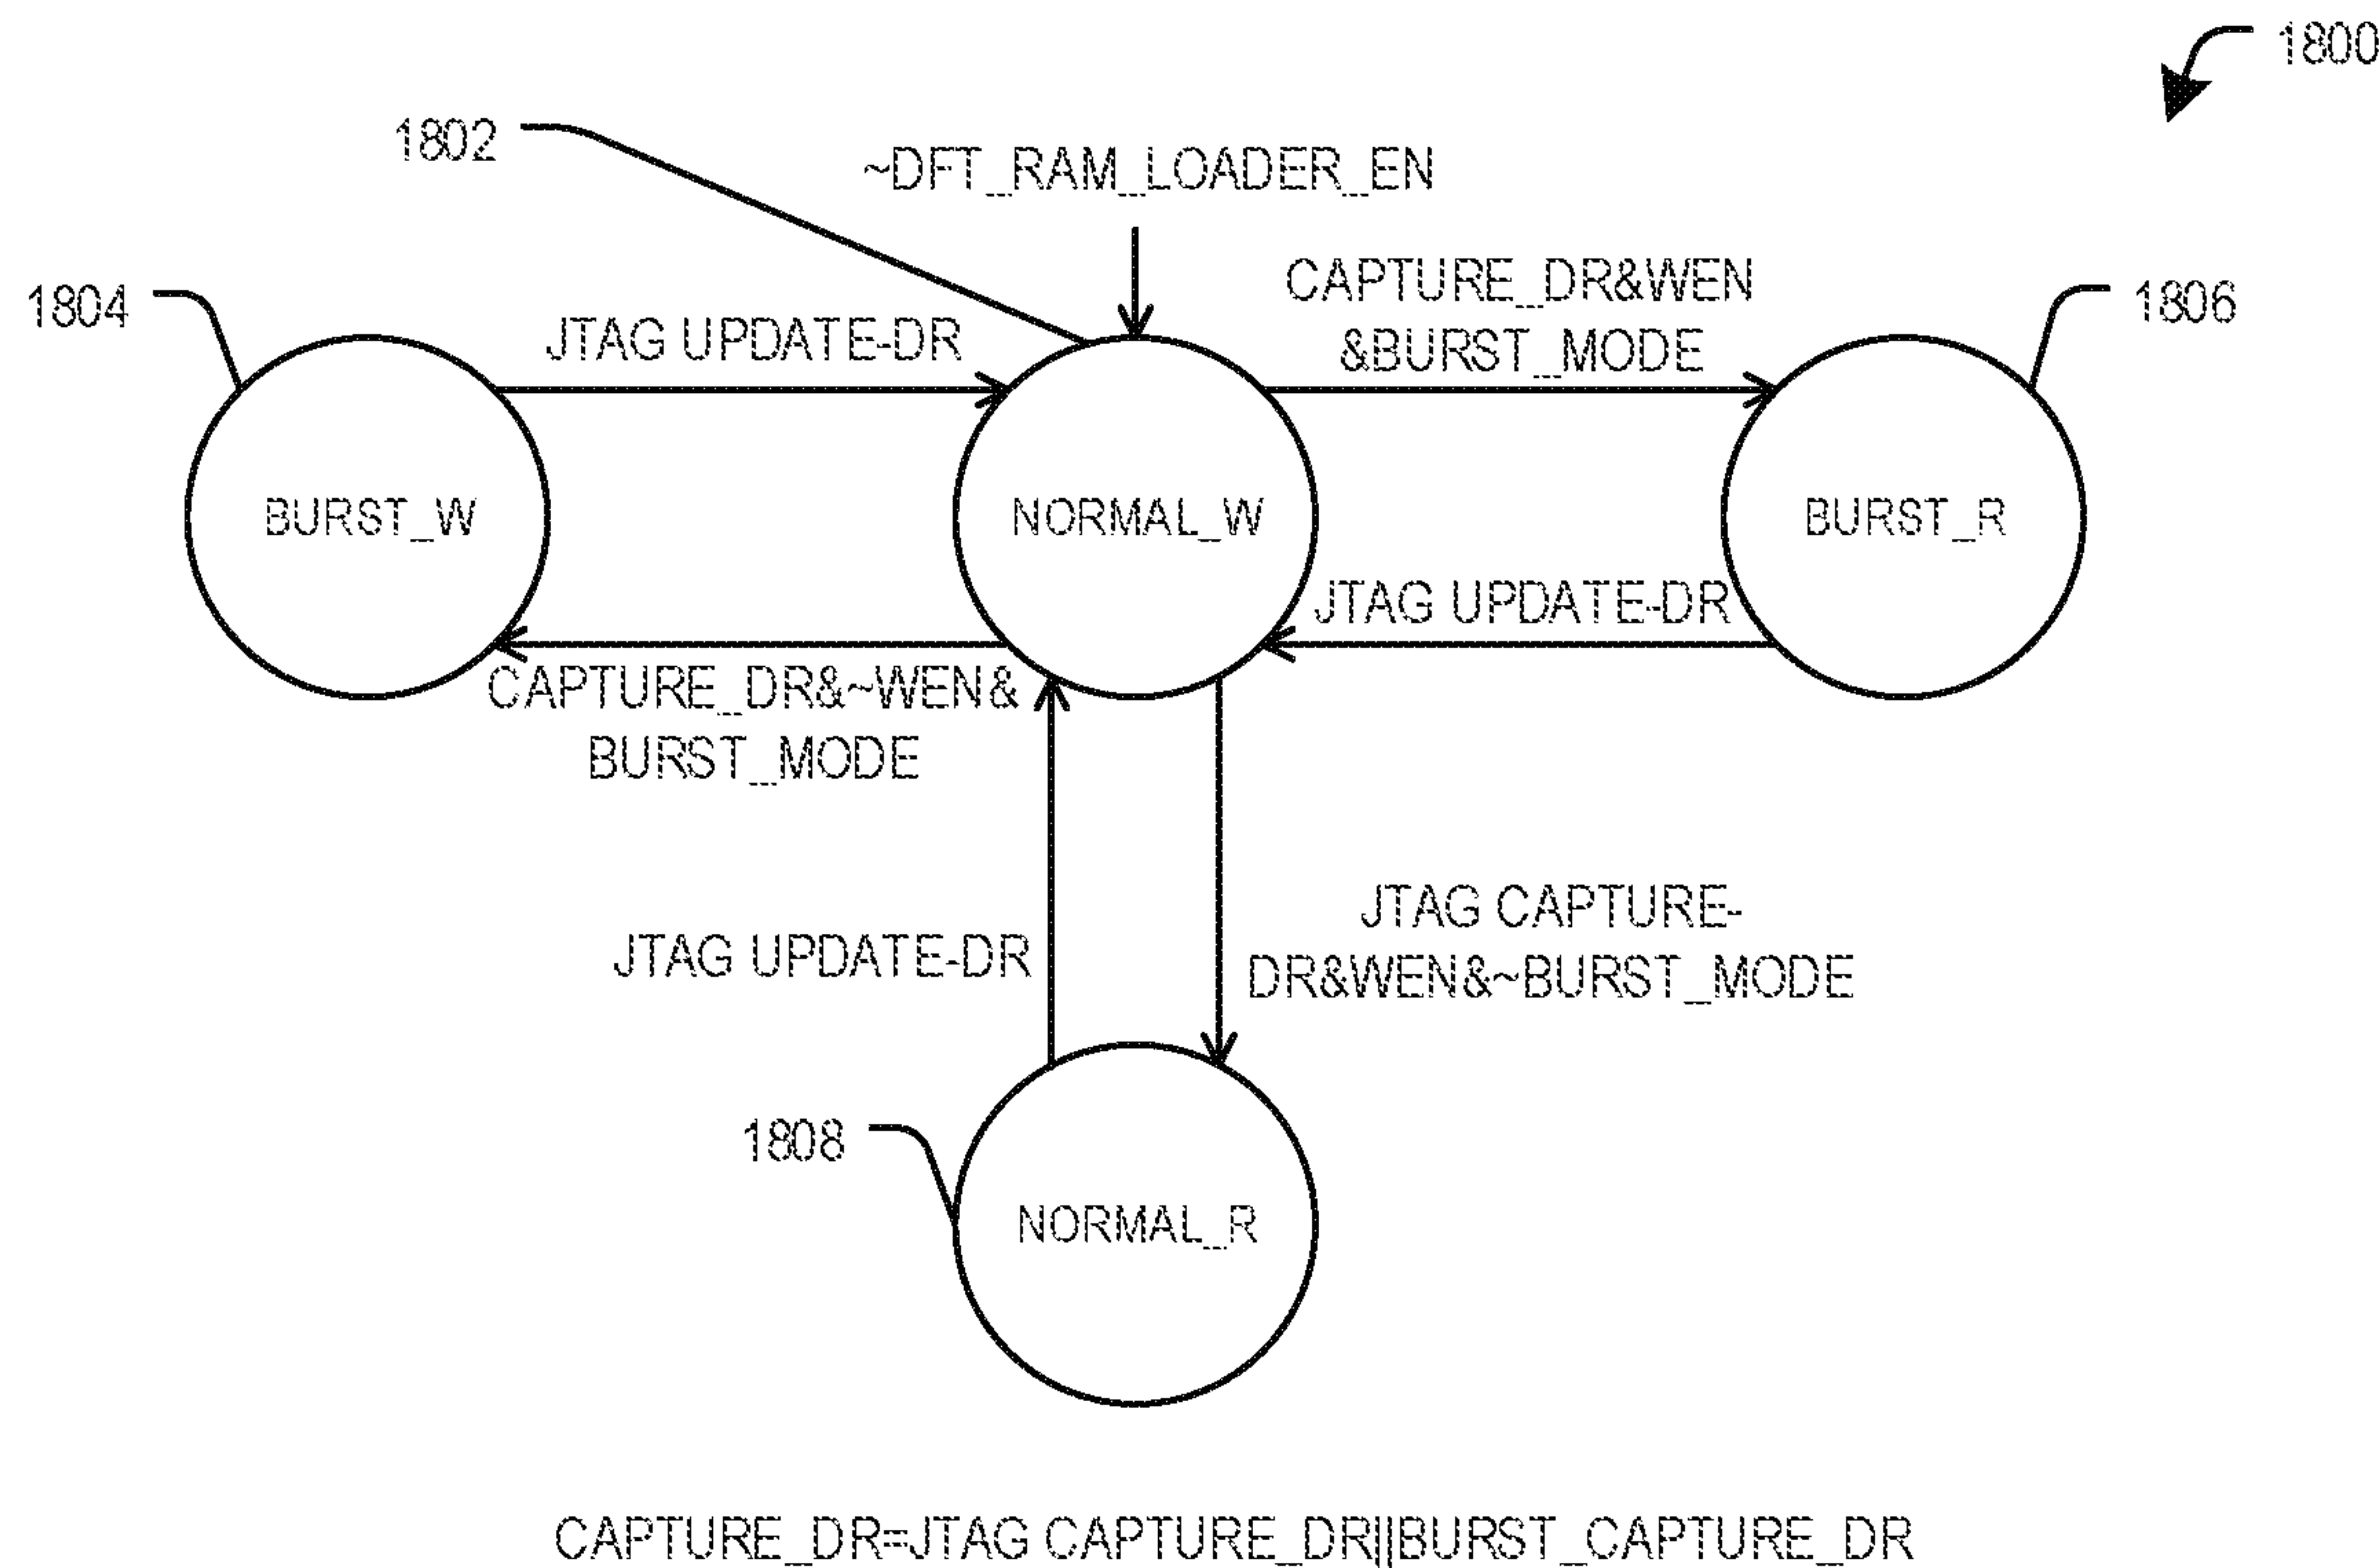 1800
1802
~DFT_RAM_LOADER_EN
CAPTURE_DR&WEN
&BURST_MODE
1804
1806
JTAG UPDATE-DR
BURST_W
NORMAL_W
BURST_R
JTAG UPDATE-DR
CAPTURE_DR&~WEN&
BURST_MODE
JTAG UPDATE-DR
JTAG CAPTURE-
DR&WEN&~BURST_MODE
1808
NORMAL_R
CAPTURE_DR=JTAG CAPTURE_DR||BURST_CAPTURE_DR